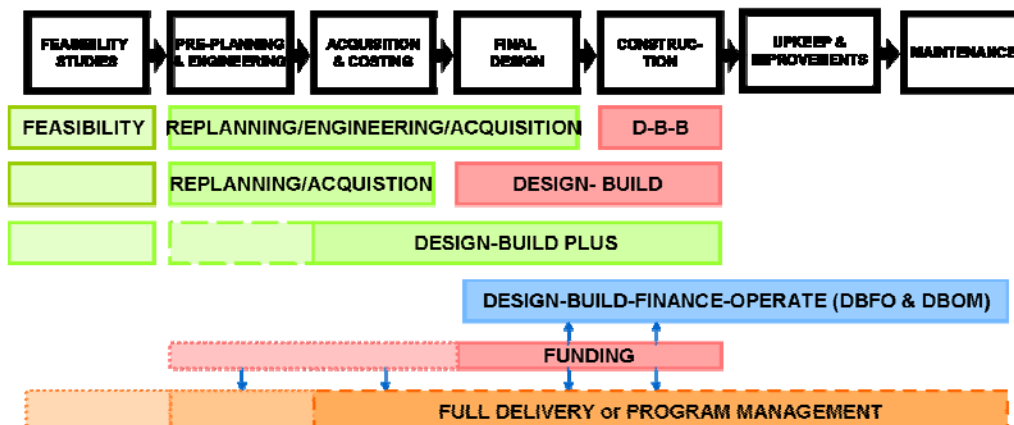 FEASIBILITY
STUDIES
PRE-PLANNING
& ENGINEERING
ACQUISITION
& COSTING
FINAL
DESIGN
CONSTRUC-
TION
UPKEEP &
IMPROVEMENTS
MAINTENANCE
FEASIBILITY
REPLANNING/ENGINEERING/ACQUISITION
D-B-B
REPLANNING/ACQUISTION
DESIGN- BUILD
DESIGN-BUILD PLUS
DESIGN-BUILD-FINANCE-OPERATE (DBFO & DBOM)
FUNDING
FULL DELIVERY or PROGRAM MANAGEMENT